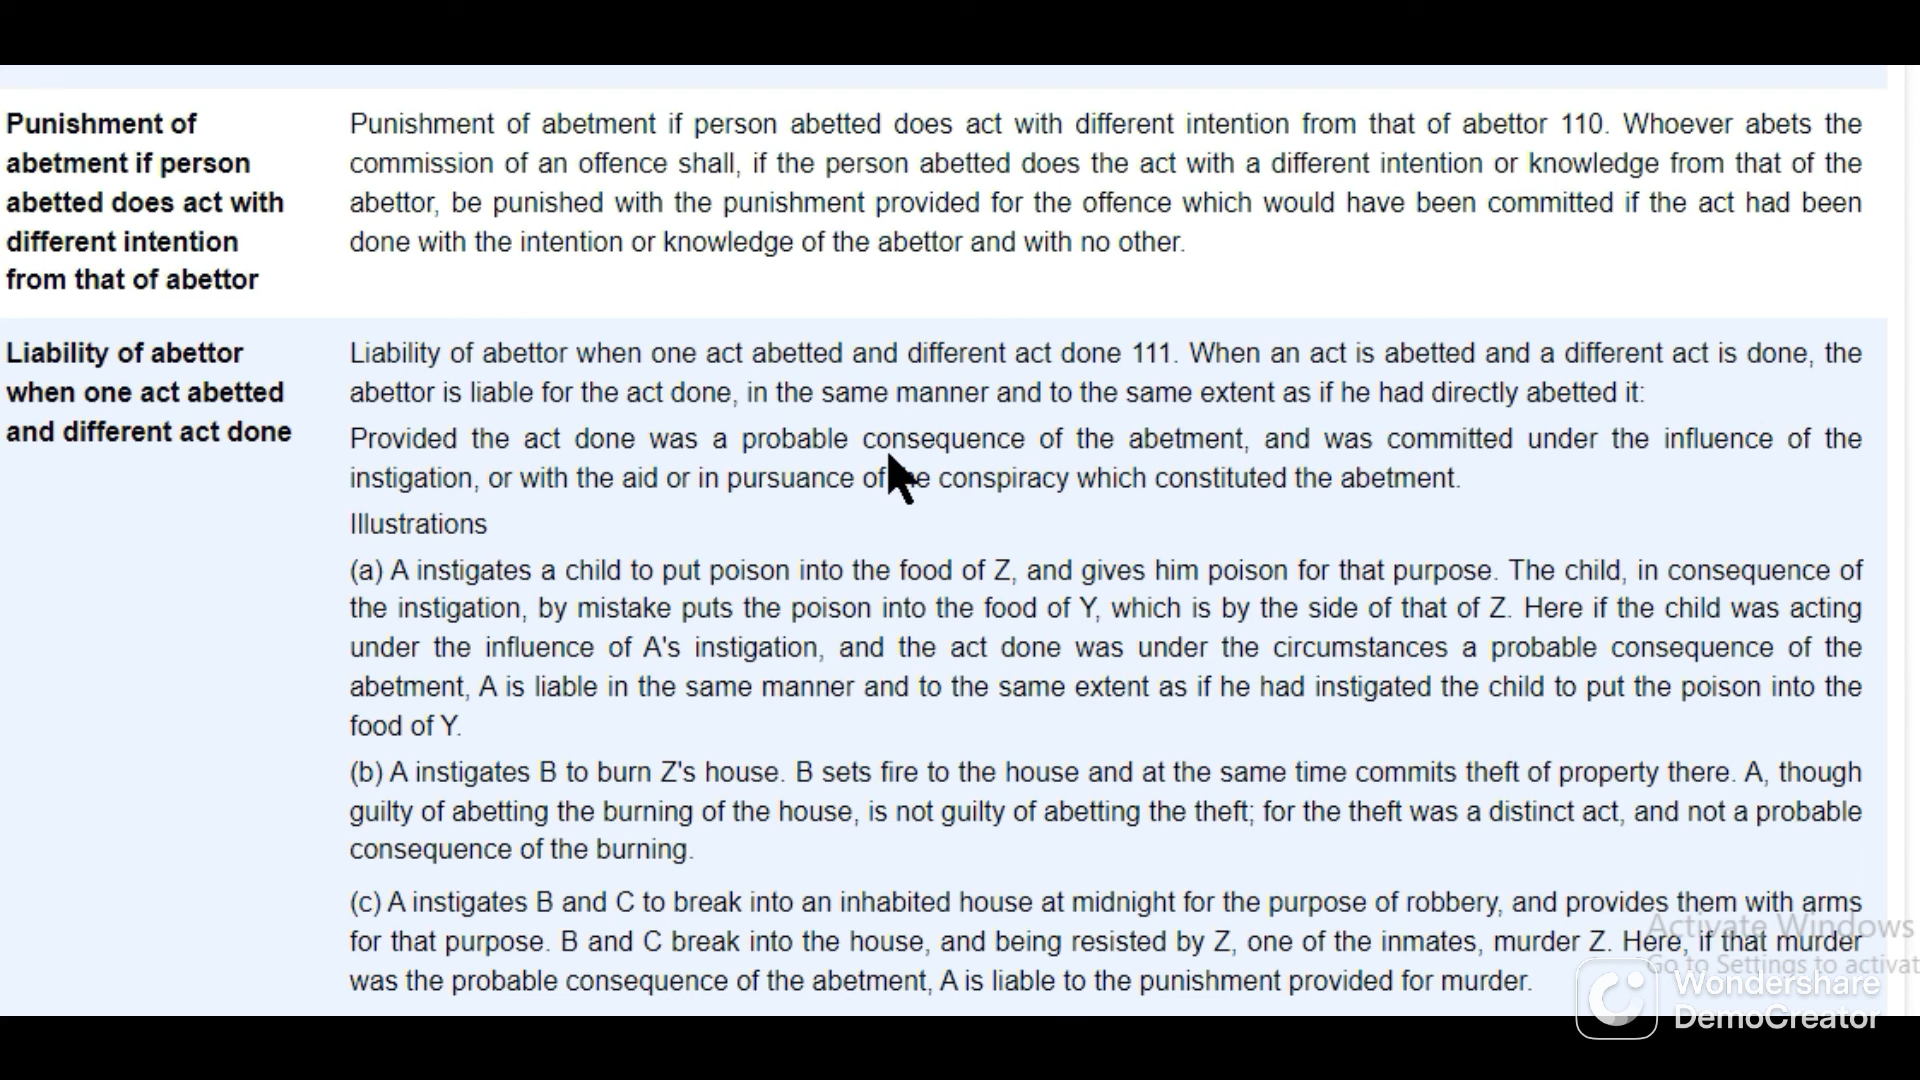 Punishment of
abetment if person
abetted does act with
different intention
from that of abettor
Punishment of abetment if person abetted does act with different intention from that of abettor 110. Whoever abets the
commission of an offence shall, if the person abetted does the act with a different intention or knowledge from that of the
abettor, be punished with the punishment provided for the offence which would have been committed if the act had been
done with the intention or knowledge of the abettor and with no other.
Liability of abettor
when one act abetted
and different act done
Liability of abettor when one act abetted and different act done 111. When an act is abetted and a different act is done, the
abettor is liable for the act done, in the same manner and to the same extent as if he had directly abetted it:
Provided the act done was a probable consequence of the abetment, and was committed under the influence of the
instigation, or with the aid or in pursuance of the conspiracy which constituted the abetment.
Illustrations
(a) A instigates a child to put poison into the food of Z, and gives him poison for that purpose. The child, in consequence of
the instigation, by mistake puts the poison into the food of Y, which is by the side of that of Z. Here if the child was acting
under the influence of A's instigation, and the act done was under the circumstances a probable consequence of the
abetment, A is liable in the same manner and to the same extent as if he had instigated the child to put the poison into the
food of Y.
(b) A instigates B to burn Z's house. B sets fire to the house and at the same time commits theft of property there. A, though
guilty of abetting the burning of the house, is not guilty of abetting the theft; for the theft was a distinct act, and not a probable
consequence of the burning.
(c) A instigates B and C to break into an inhabited house at midnight for the purpose of robbery, and provides them with arms
for that purpose. B and C break into the house, and being resisted by Z, one of the inmates, murder Z. Here, if that murder
was the probable consequence of the abetment, A is liable to the punishment provided for murder.
Activate Windows
Go to Settings to activat
Wondershare
DemoCreator